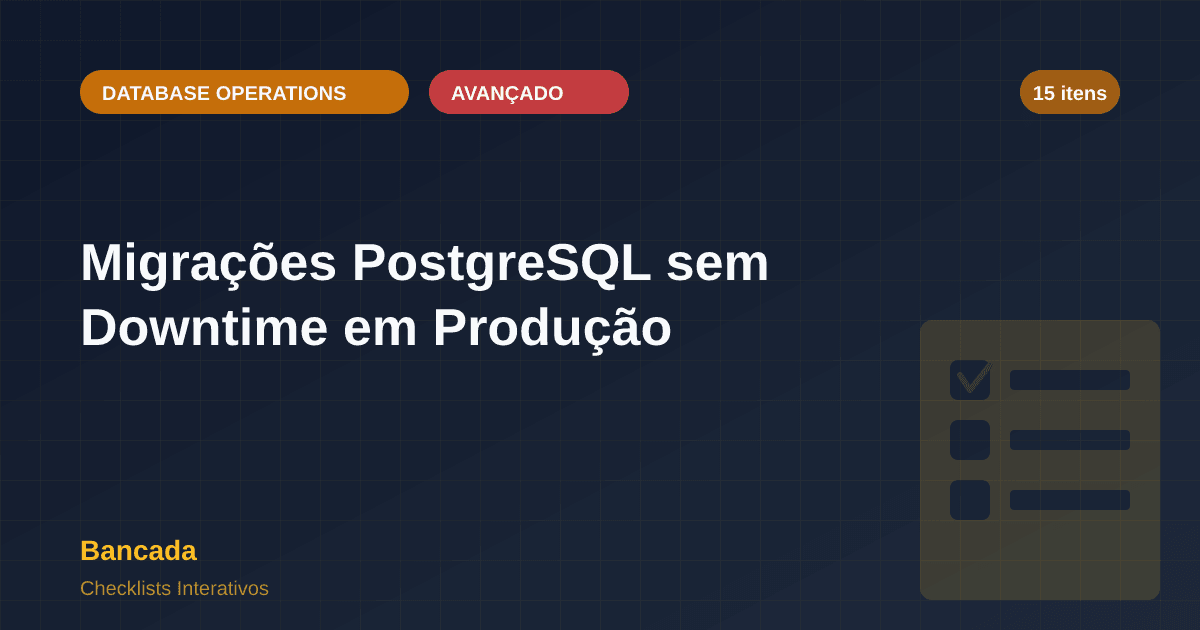 DATABASE OPERATIONS
AVANÇADO
15 itens
Migrações PostgreSQL sem
Downtime em Produção
Bancada
Checklists Interativos